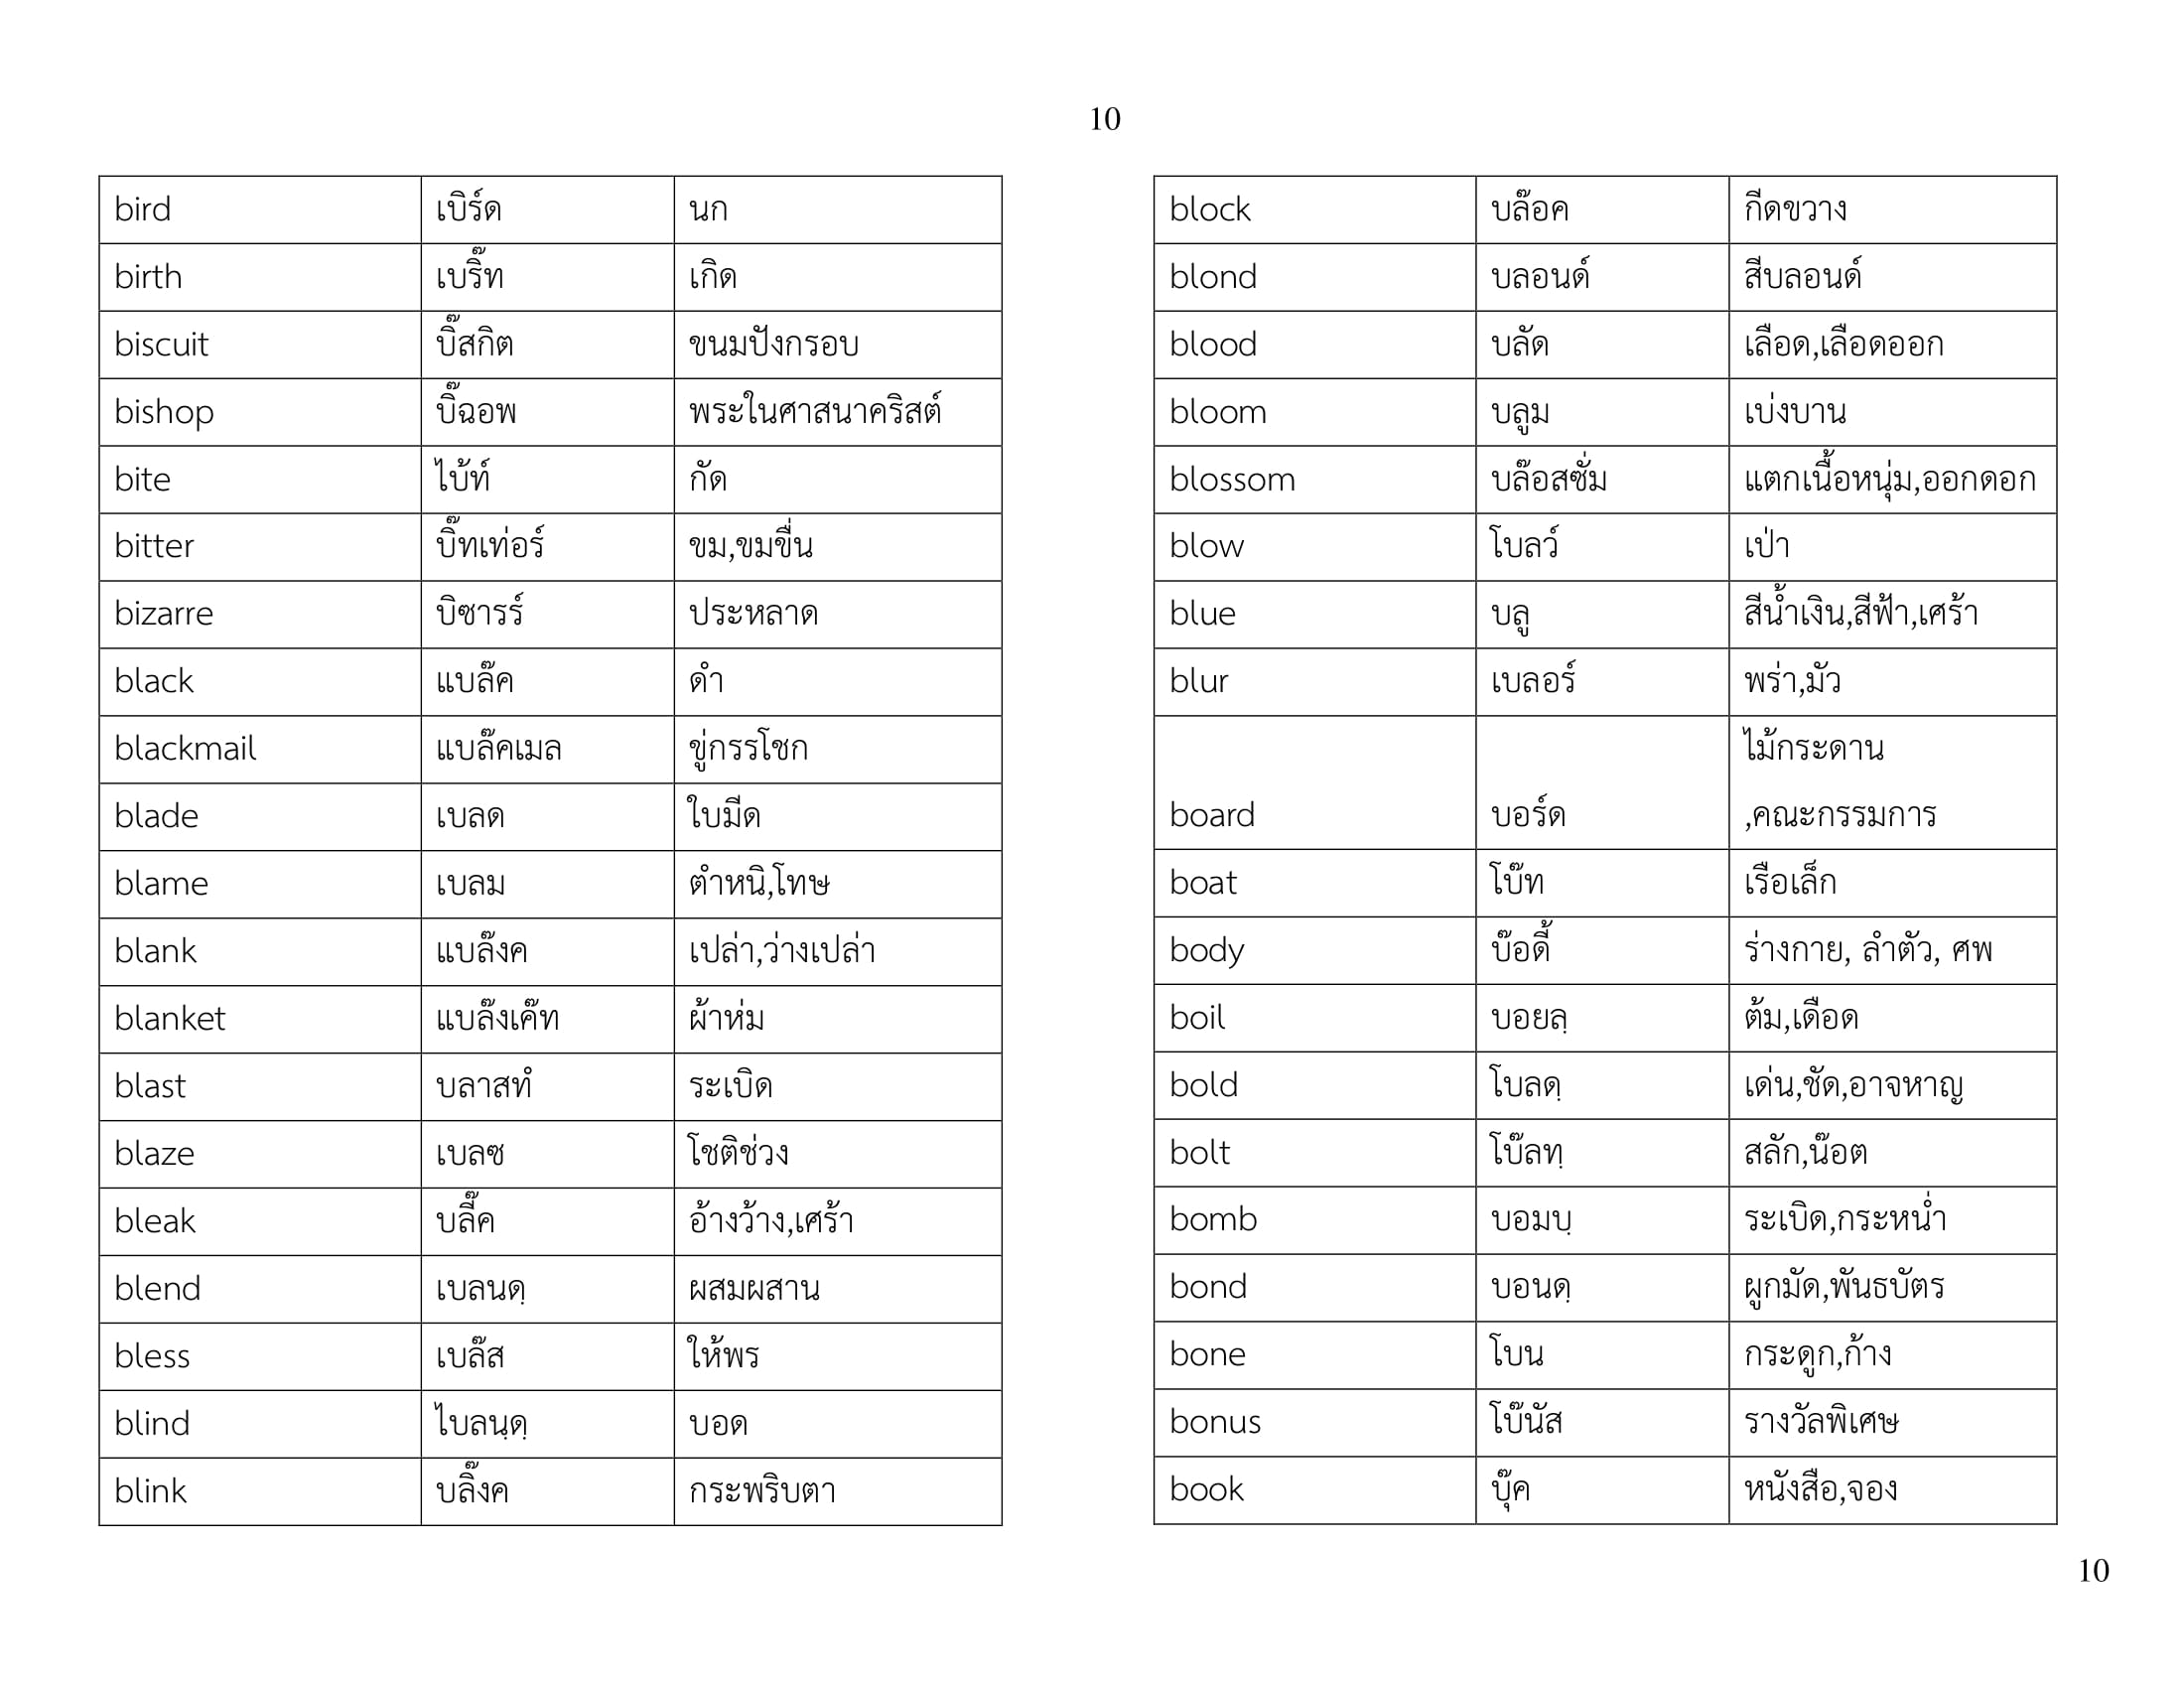 10
bird เบิร์ด นก
birth เบริ๊ท เกิด
biscuit บิ๊สกิต ขนมปังกรอบ
bishop บิ๊ฉอพ พระในศาสนาคริสต์
bite ไบ้ท์ กัด
bitter บิ๊ทเท่อร์ ขม,ขมขื่น
bizarre บิซารร์ ประหลาด
black แบล๊ค ดำ
blackmail แบล๊คเมล ขู่กรรโชก
blade เบลด ใบมีด
blame เบลม ตำหนิ,โทษ
blank แบล๊งค เปล่า,ว่างเปล่า
blanket แบล๊งเค๊ท ผ้าห่ม
blast บลาสทํ ระเบิด
blaze เบลซ โชติช่วง
bleak บลี๊ค อ้างว้าง,เศร้า
blend เบลนดฺ ผสมผสาน
bless เบล๊ส ให้พร
blind ไบลนฺดฺ บอด
blink บลิ๊งค กระพริบตา
block บล๊อค กีดขวาง
blond บลอนด์ สีบลอนด์
blood บลัด เลือด,เลือดออก
bloom บลูม เบ่งบาน
blossom บล๊อสซั่ม แตกเนื้อหนุ่ม,ออกดอก
blow โบลว์ เป่า
blue บลู สีน้ำเงิน,สีฟ้า,เศร้า
blur เบลอร์ พร่า,มัว
ไม้กระดาน
board บอร์ด ,คณะกรรมการ
boat โบ๊ท เรือเล็ก
body บ๊อดี้ ร่างกาย, ลำตัว, ศพ
boil บอยลฺ ต้ม,เดือด
bold โบลดฺ เด่น,ชัด,อาจหาญ
bolt โบ๊ลทฺ สลัก,น๊อต
bomb บอมบฺ ระเบิด,กระหน่ำ
bond บอนดฺ ผูกมัด,พันธบัตร
bone โบน กระดูก,ก้าง
bonus โบ๊นัส รางวัลพิเศษ
book บุ๊ค หนังสือ,จอง
10